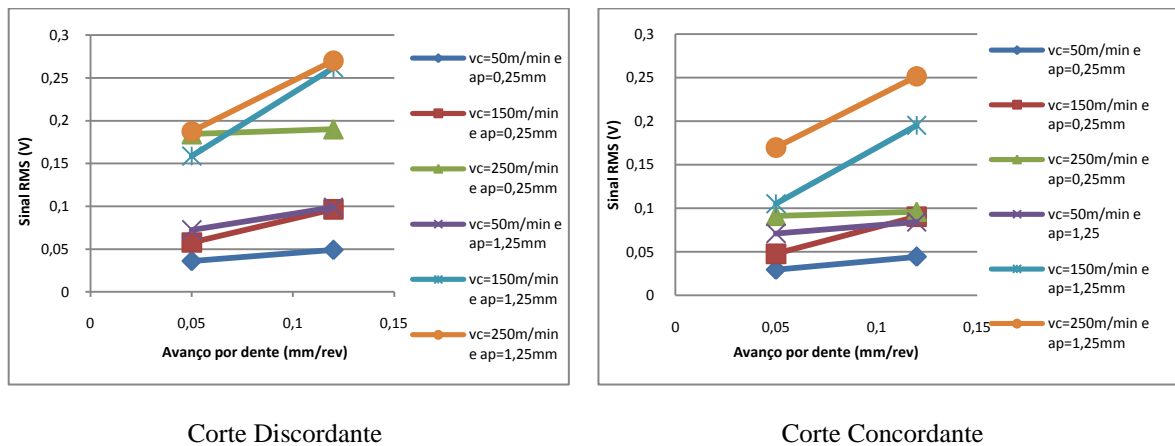 0,3
0,25
0,2
0,15
0,1
0,05
0
Sinal RMS (V)
0
0,05
0,1
0,15
Avanço por dente (mm/rev)
vc=50m/min e
ap=0,25mm
vc=150m/min
e ap=0,25mm
vc=250m/min
e ap=0,25mm
vc=50m/min e
ap=1,25mm
vc=150m/min
e ap=1,25mm
vc=250m/min
e ap=1,25mm
Corte Discordante
0,3
0,25
0,2
0,15
0,1
0,05
0
Sinal RMS (V)
0
0,05
0,1
0,15
Avanço por dente (mm/rev)
vc=50m/min e
ap=0,25mm
vc=150m/min e
ap=0,25mm
vc=250m/min e
ap=0,25mm
vc=50m/min e
ap=1,25
vc=150m/min e
ap=1,25mm
vc=250m/min e
ap=1,25mm
Corte Concordante